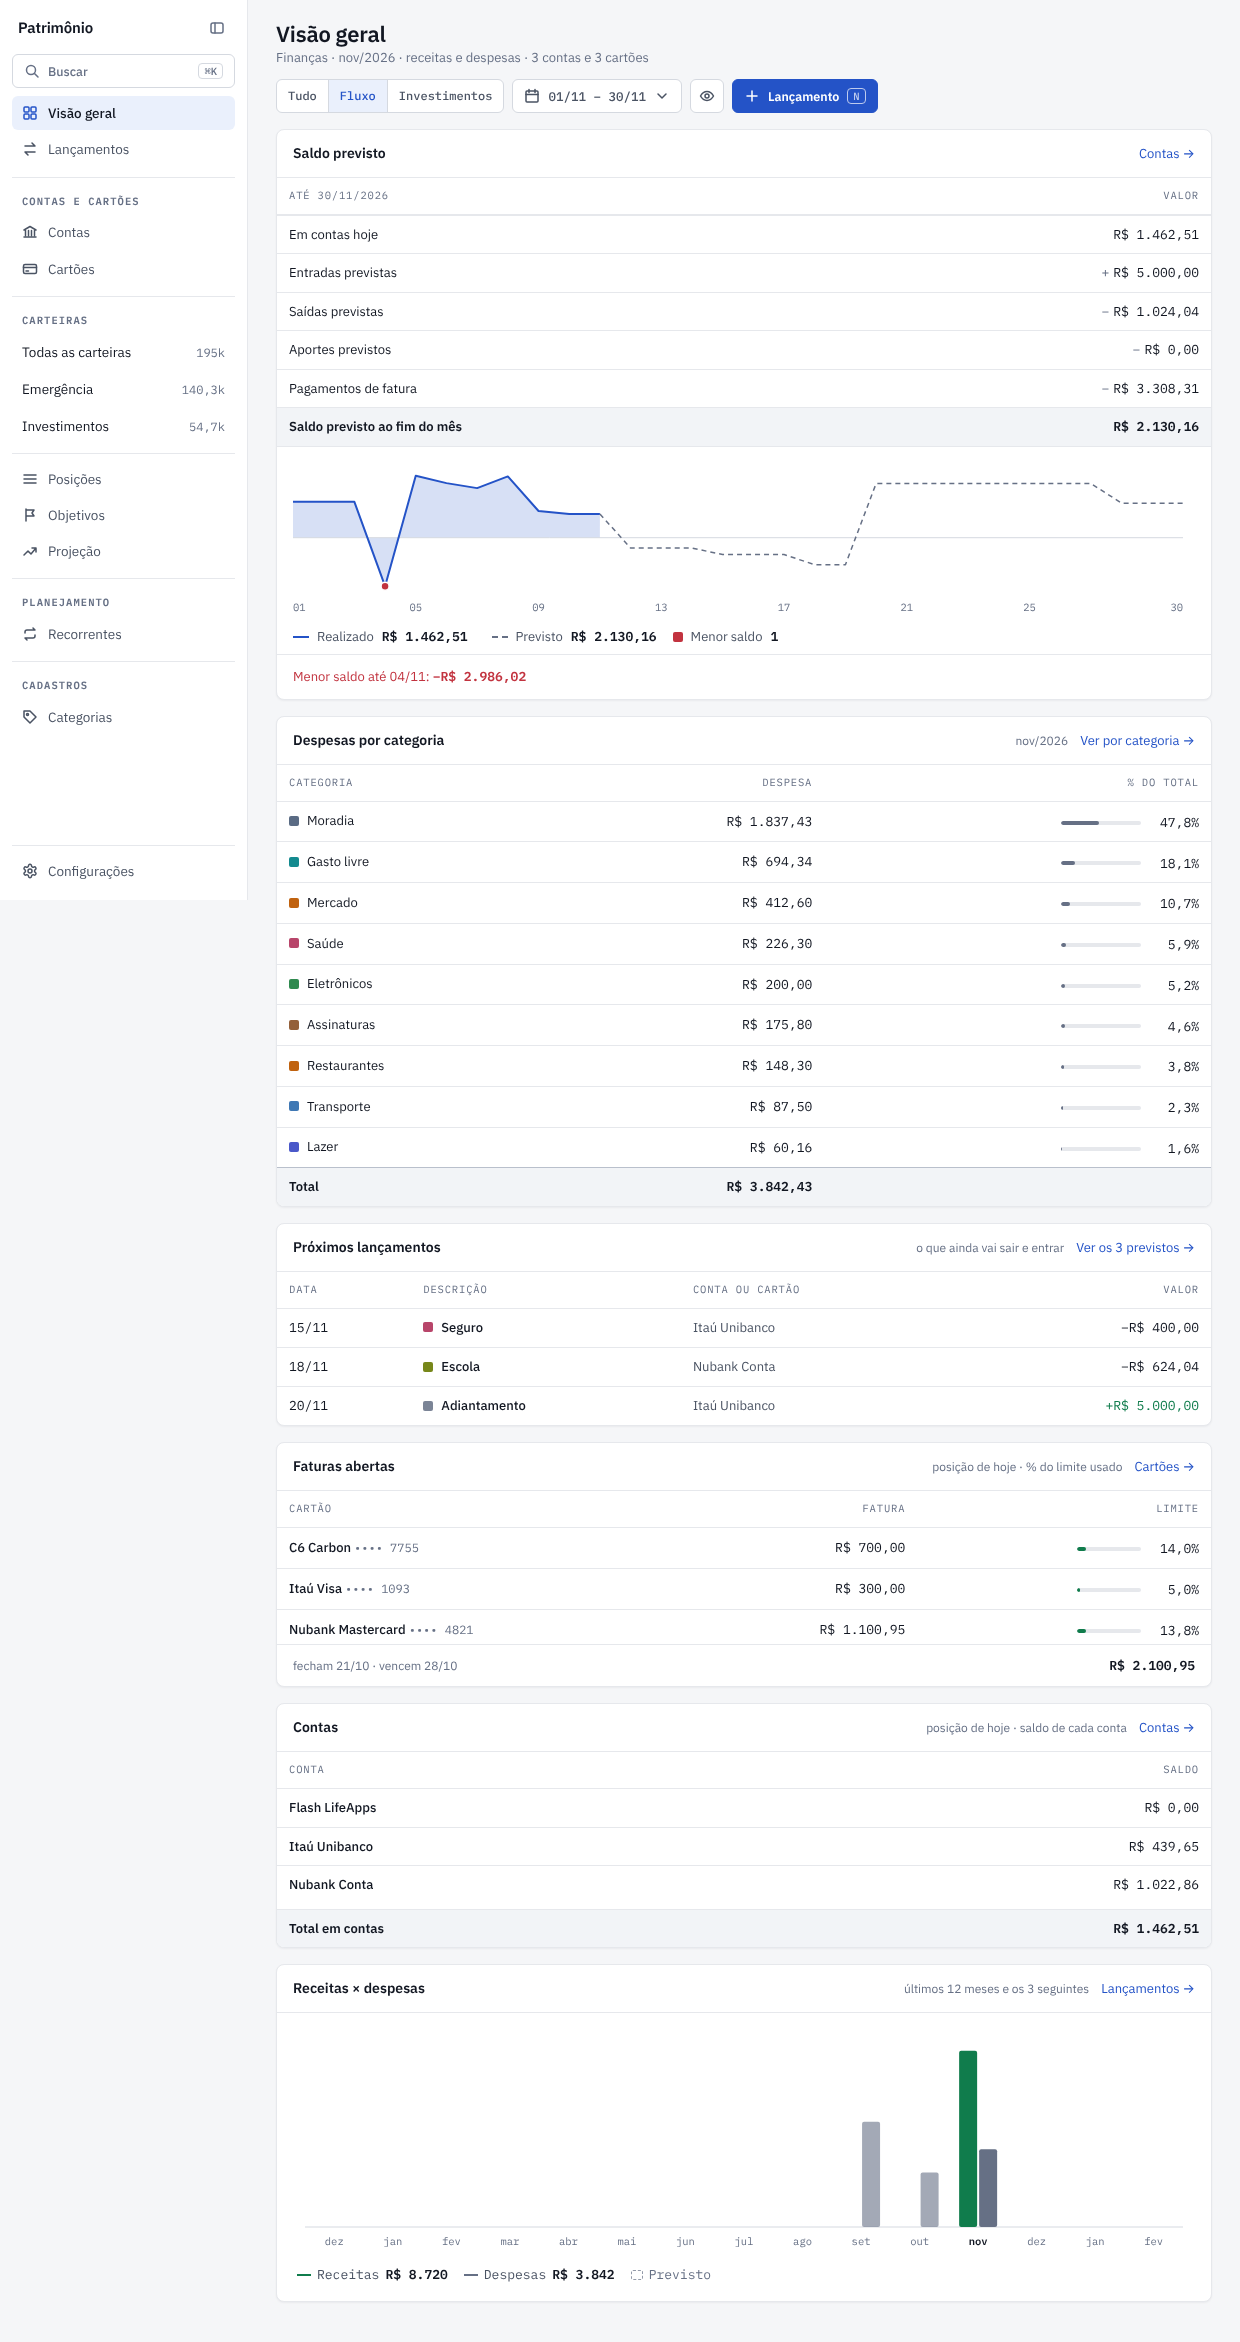 Patrimônio
Buscar ⌘K
Visão geral
Lançamentos
CONTAS E CARTÕES
Contas
Cartões
CARTEIRAS
Todas as carteiras 195k
Emergência 140,3k
Investimentos 54,7k
Posições
Objetivos
Projeção
PLANEJAMENTO
Recorrentes
CADASTROS
Categorias
Configurações
Visão geral
Finanças · nov/2026 · receitas e despesas · 3 contas e 3 cartões
Tudo Fluxo Investimentos 01/11 – 30/11 Lançamento N
Saldo previsto Contas →
ATÉ 30/11/2026 VALOR
Em contas hoje R$ 1.462,51
Entradas previstas + R$ 5.000,00
Saídas previstas − R$ 1.024,04
Aportes previstos − R$ 0,00
Pagamentos de fatura − R$ 3.308,31
Saldo previsto ao fim do mês R$ 2.130,16
01 05 09 13 17 21 25 30
Realizado R$ 1.462,51 Previsto R$ 2.130,16 Menor saldo 1
Menor saldo até 04/11: −R$ 2.986,02
Despesas por categoria nov/2026 Ver por categoria →
CATEGORIA DESPESA % DO TOTAL
Moradia R$ 1.837,43 47,8%
Gasto livre R$ 694,34 18,1%
Mercado R$ 412,60 10,7%
Saúde R$ 226,30 5,9%
Eletrônicos R$ 200,00 5,2%
Assinaturas R$ 175,80 4,6%
Restaurantes R$ 148,30 3,8%
Transporte R$ 87,50 2,3%
Lazer R$ 60,16 1,6%
Total R$ 3.842,43
Próximos lançamentos o que ainda vai sair e entrar Ver os 3 previstos →
DATA DESCRIÇÃO CONTA OU CARTÃO VALOR
15/11 Seguro Itaú Unibanco −R$ 400,00
18/11 Escola Nubank Conta −R$ 624,04
20/11 Adiantamento Itaú Unibanco +R$ 5.000,00
Faturas abertas posição de hoje · % do limite usado Cartões →
CARTÃO FATURA LIMITE
C6 Carbon •••• 7755 R$ 700,00 14,0%
Itaú Visa •••• 1093 R$ 300,00 5,0%
Nubank Mastercard •••• 4821 R$ 1.100,95 13,8%
fecham 21/10 · vencem 28/10 R$ 2.100,95
Contas posição de hoje · saldo de cada conta Contas →
CONTA SALDO
Flash LifeApps R$ 0,00
Itaú Unibanco R$ 439,65
Nubank Conta R$ 1.022,86
Total em contas R$ 1.462,51
Receitas × despesas últimos 12 meses e os 3 seguintes Lançamentos →
dez jan fev mar abr mai jun jul ago set out nov dez jan fev
Receitas R$ 8.720 Despesas R$ 3.842 Previsto